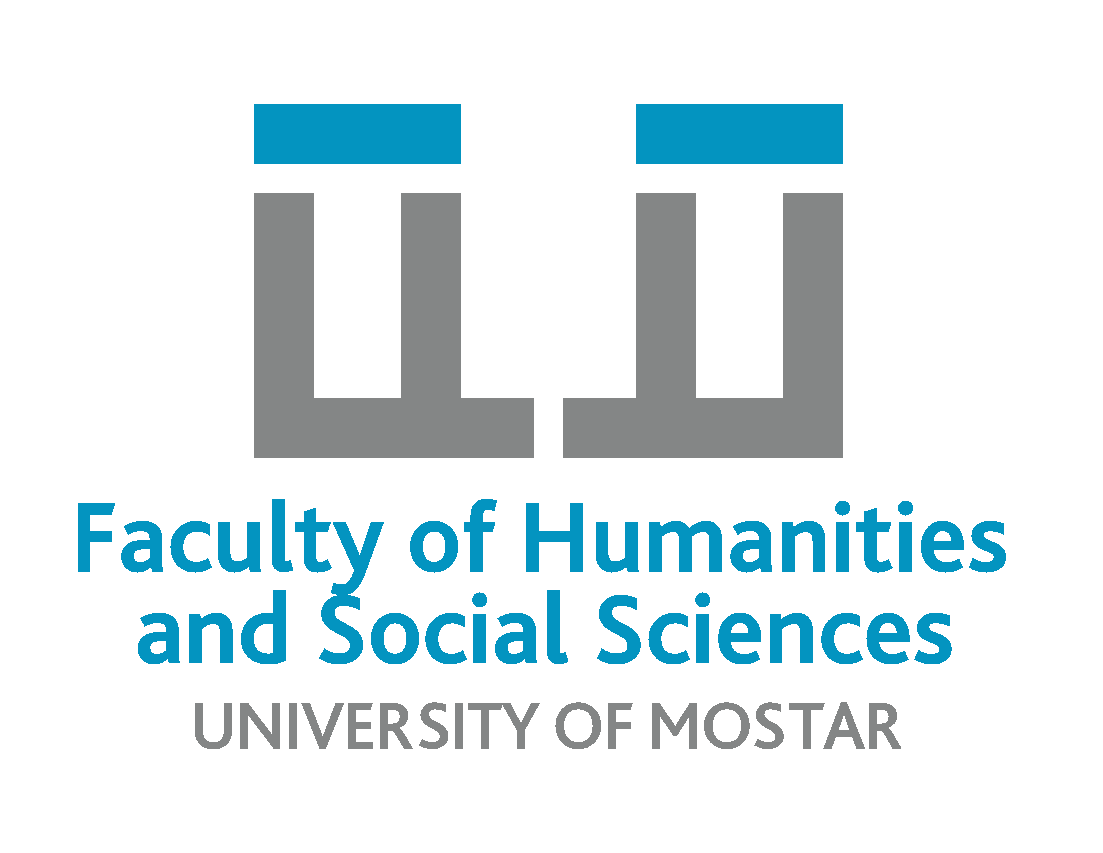 Faculty of Humanities
and Social Sciences
UNIVERSITY OF MOSTAR